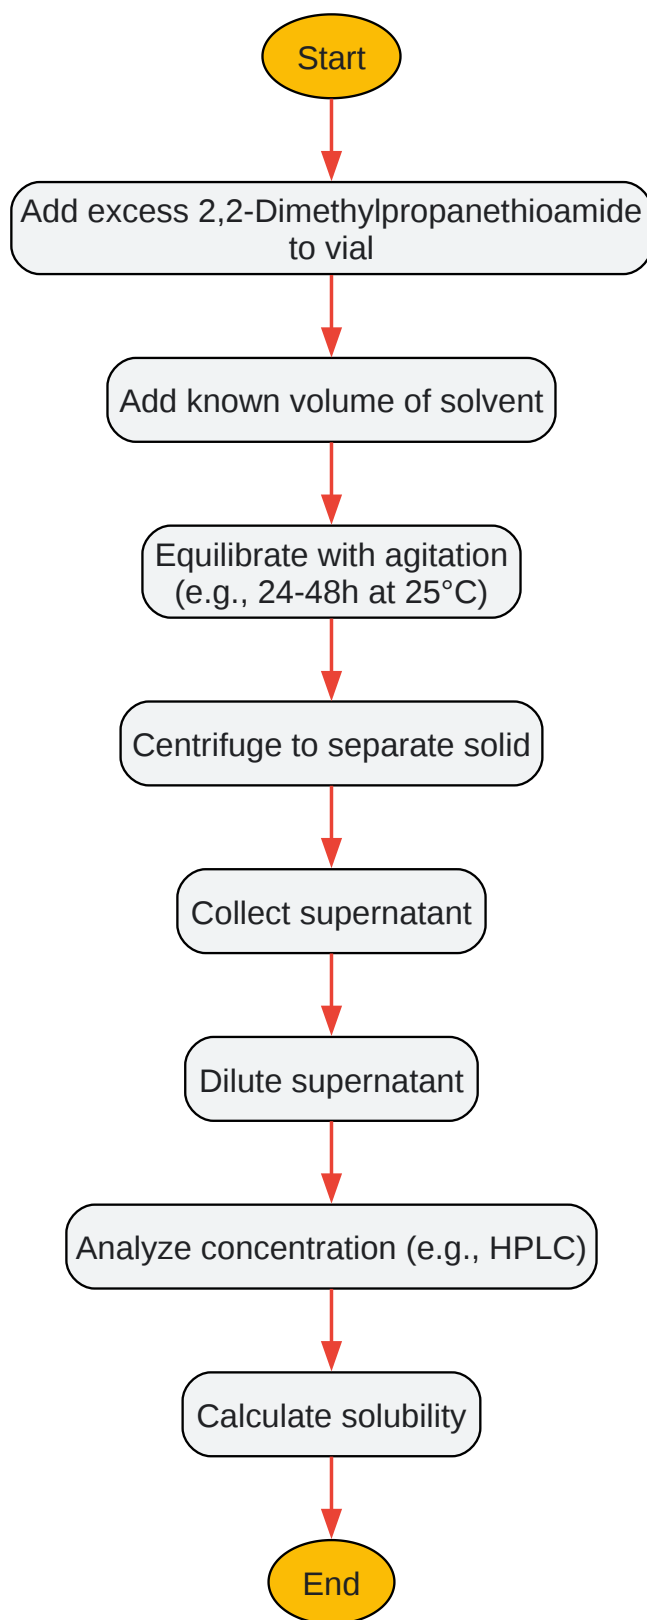 Start
Add excess 2,2-Dimethylpropanethioamide
to vial
Add known volume of solvent
Equilibrate with agitation
(e.g., 24-48h at 25°C)
Centrifuge to separate solid
Collect supernatant
Dilute supernatant
Analyze concentration (e.g., HPLC)
Calculate solubility
End